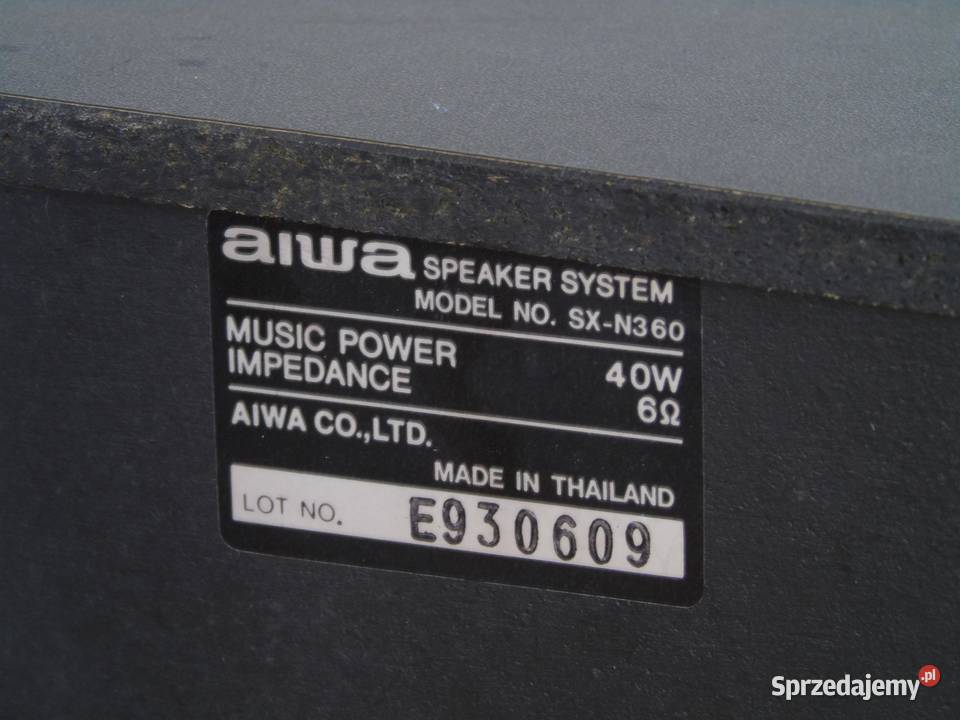 aiwa SPEAKER SYSTEM
MODEL NO. SX-N360
MUSIC POWER 40W
IMPEDANCE 6Ω
AIWA CO.,LTD.
MADE IN THAILAND
LOT NO. E930609
Sprzedajemy.pl